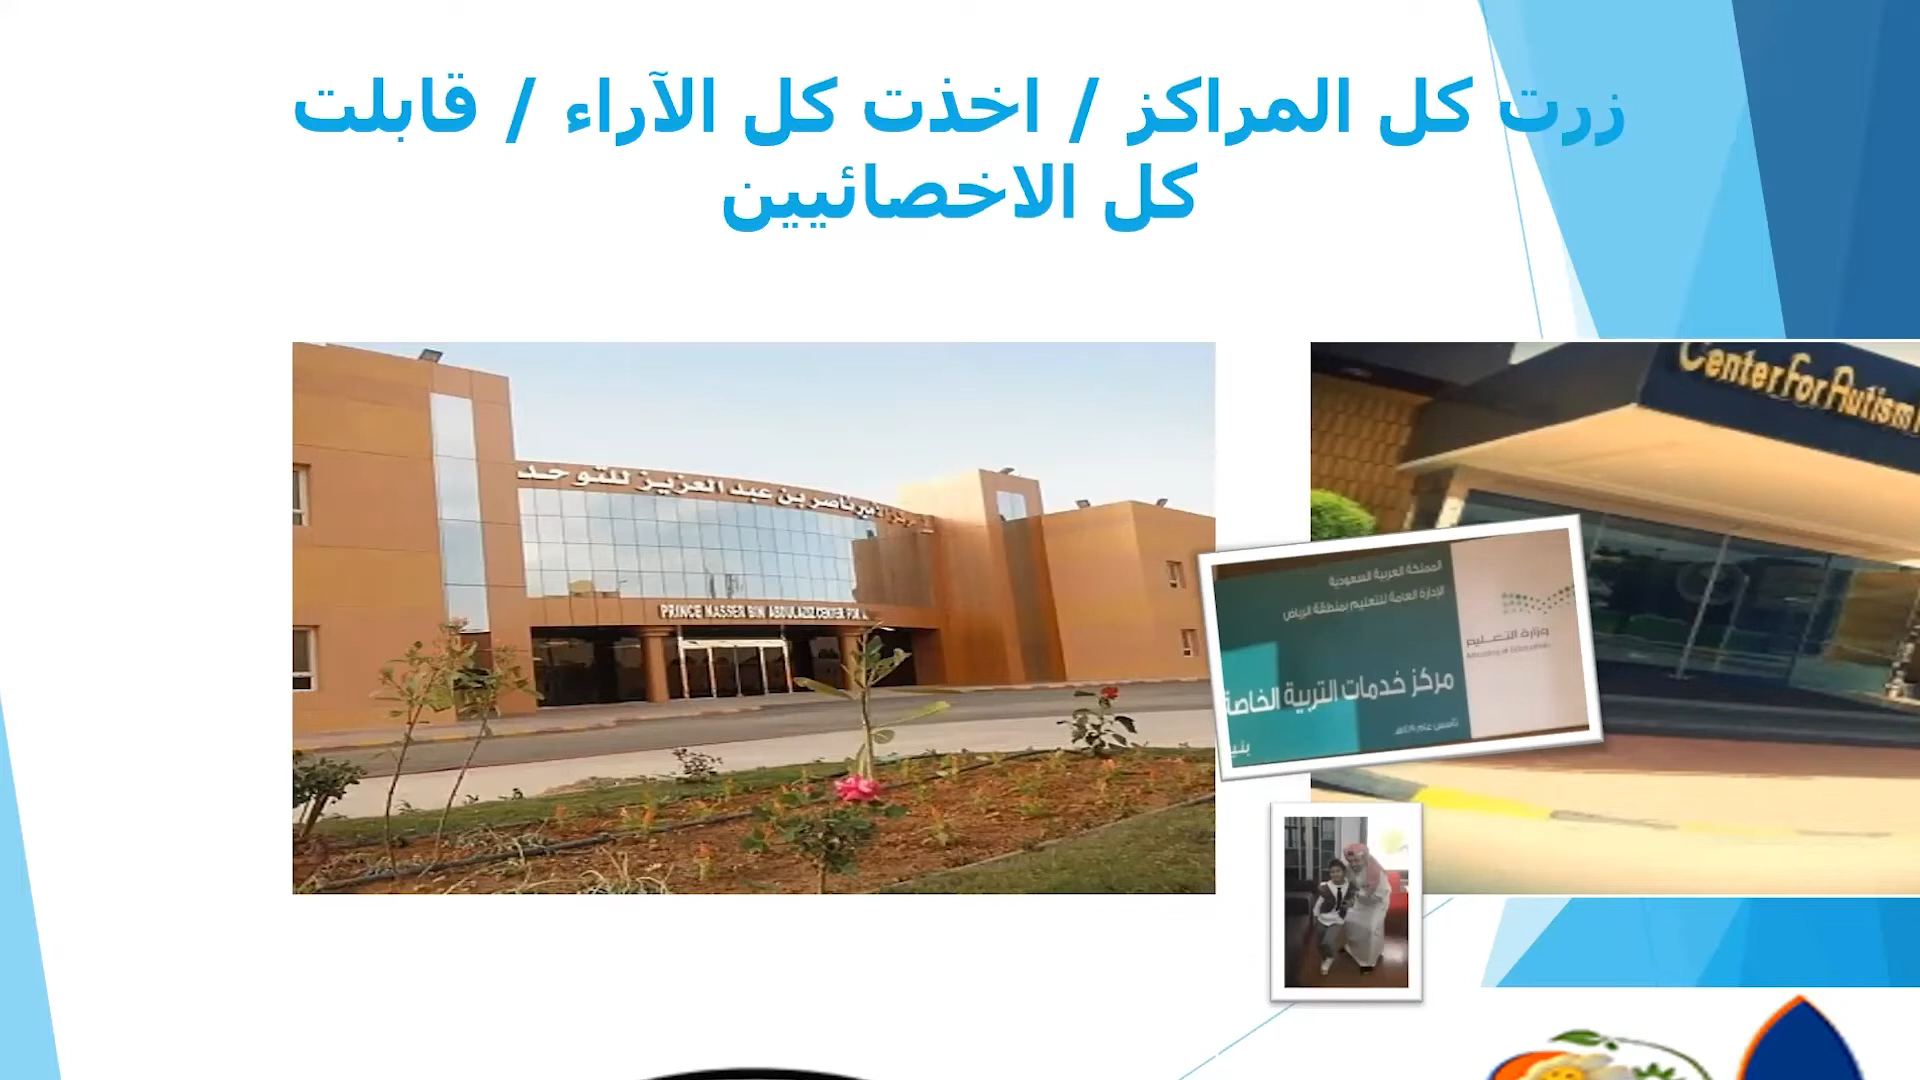 زرت كل المراكز / اخذت كل الآراء / قابلت
كل الاخصائيين
مركز الأمير ناصر بن عبد العزيز للتوحد
PRINCE NASSER BIN ABDULAZIZ CENTER FOR
Center For Autism
المملكة العربية السعودية
الإدارة العامة للتعليم بمنطقة الرياض
وزارة التعليم
Ministry of Education
مركز خدمات التربية الخاصة